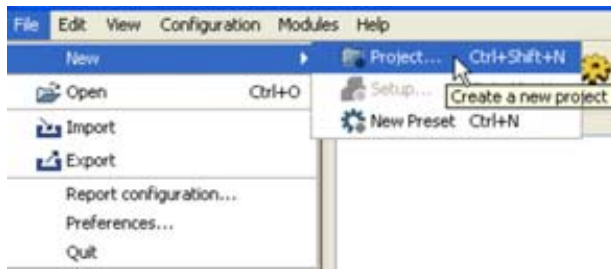 File Edit View Configuration Modules Help
New
Project... Ctrl+Shift+N
Open Ctrl+O
Setup...
Create a new project
Import
New Preset Ctrl+N
Export
Report configuration...
Preferences...
Quit